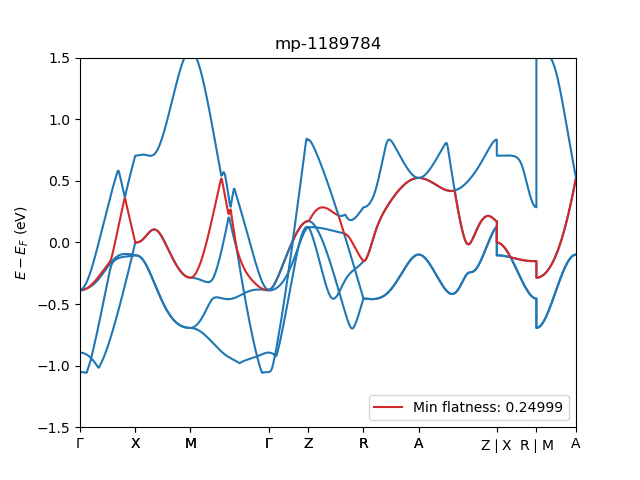 mp-1189784
E − E_F (eV)
1.5
1.0
0.5
0.0
−0.5
−1.0
−1.5
Min flatness: 0.24999
Γ X M Γ Z R A Z | X R | M A